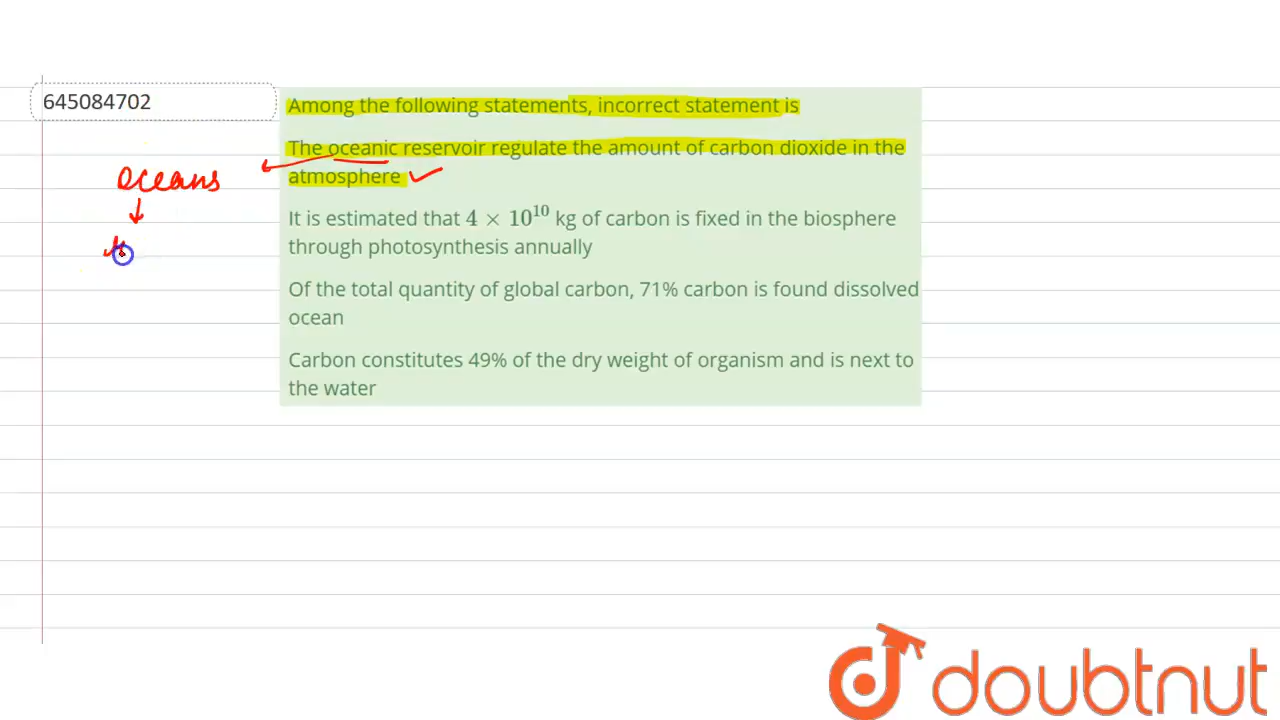 645084702
Among the following statements, incorrect statement is
The oceanic reservoir regulate the amount of carbon dioxide in the
atmosphere
oceans
It is estimated that 4 × 10^10 kg of carbon is fixed in the biosphere
through photosynthesis annually
Of the total quantity of global carbon, 71% carbon is found dissolved
ocean
Carbon constitutes 49% of the dry weight of organism and is next to
the water
doubtnut